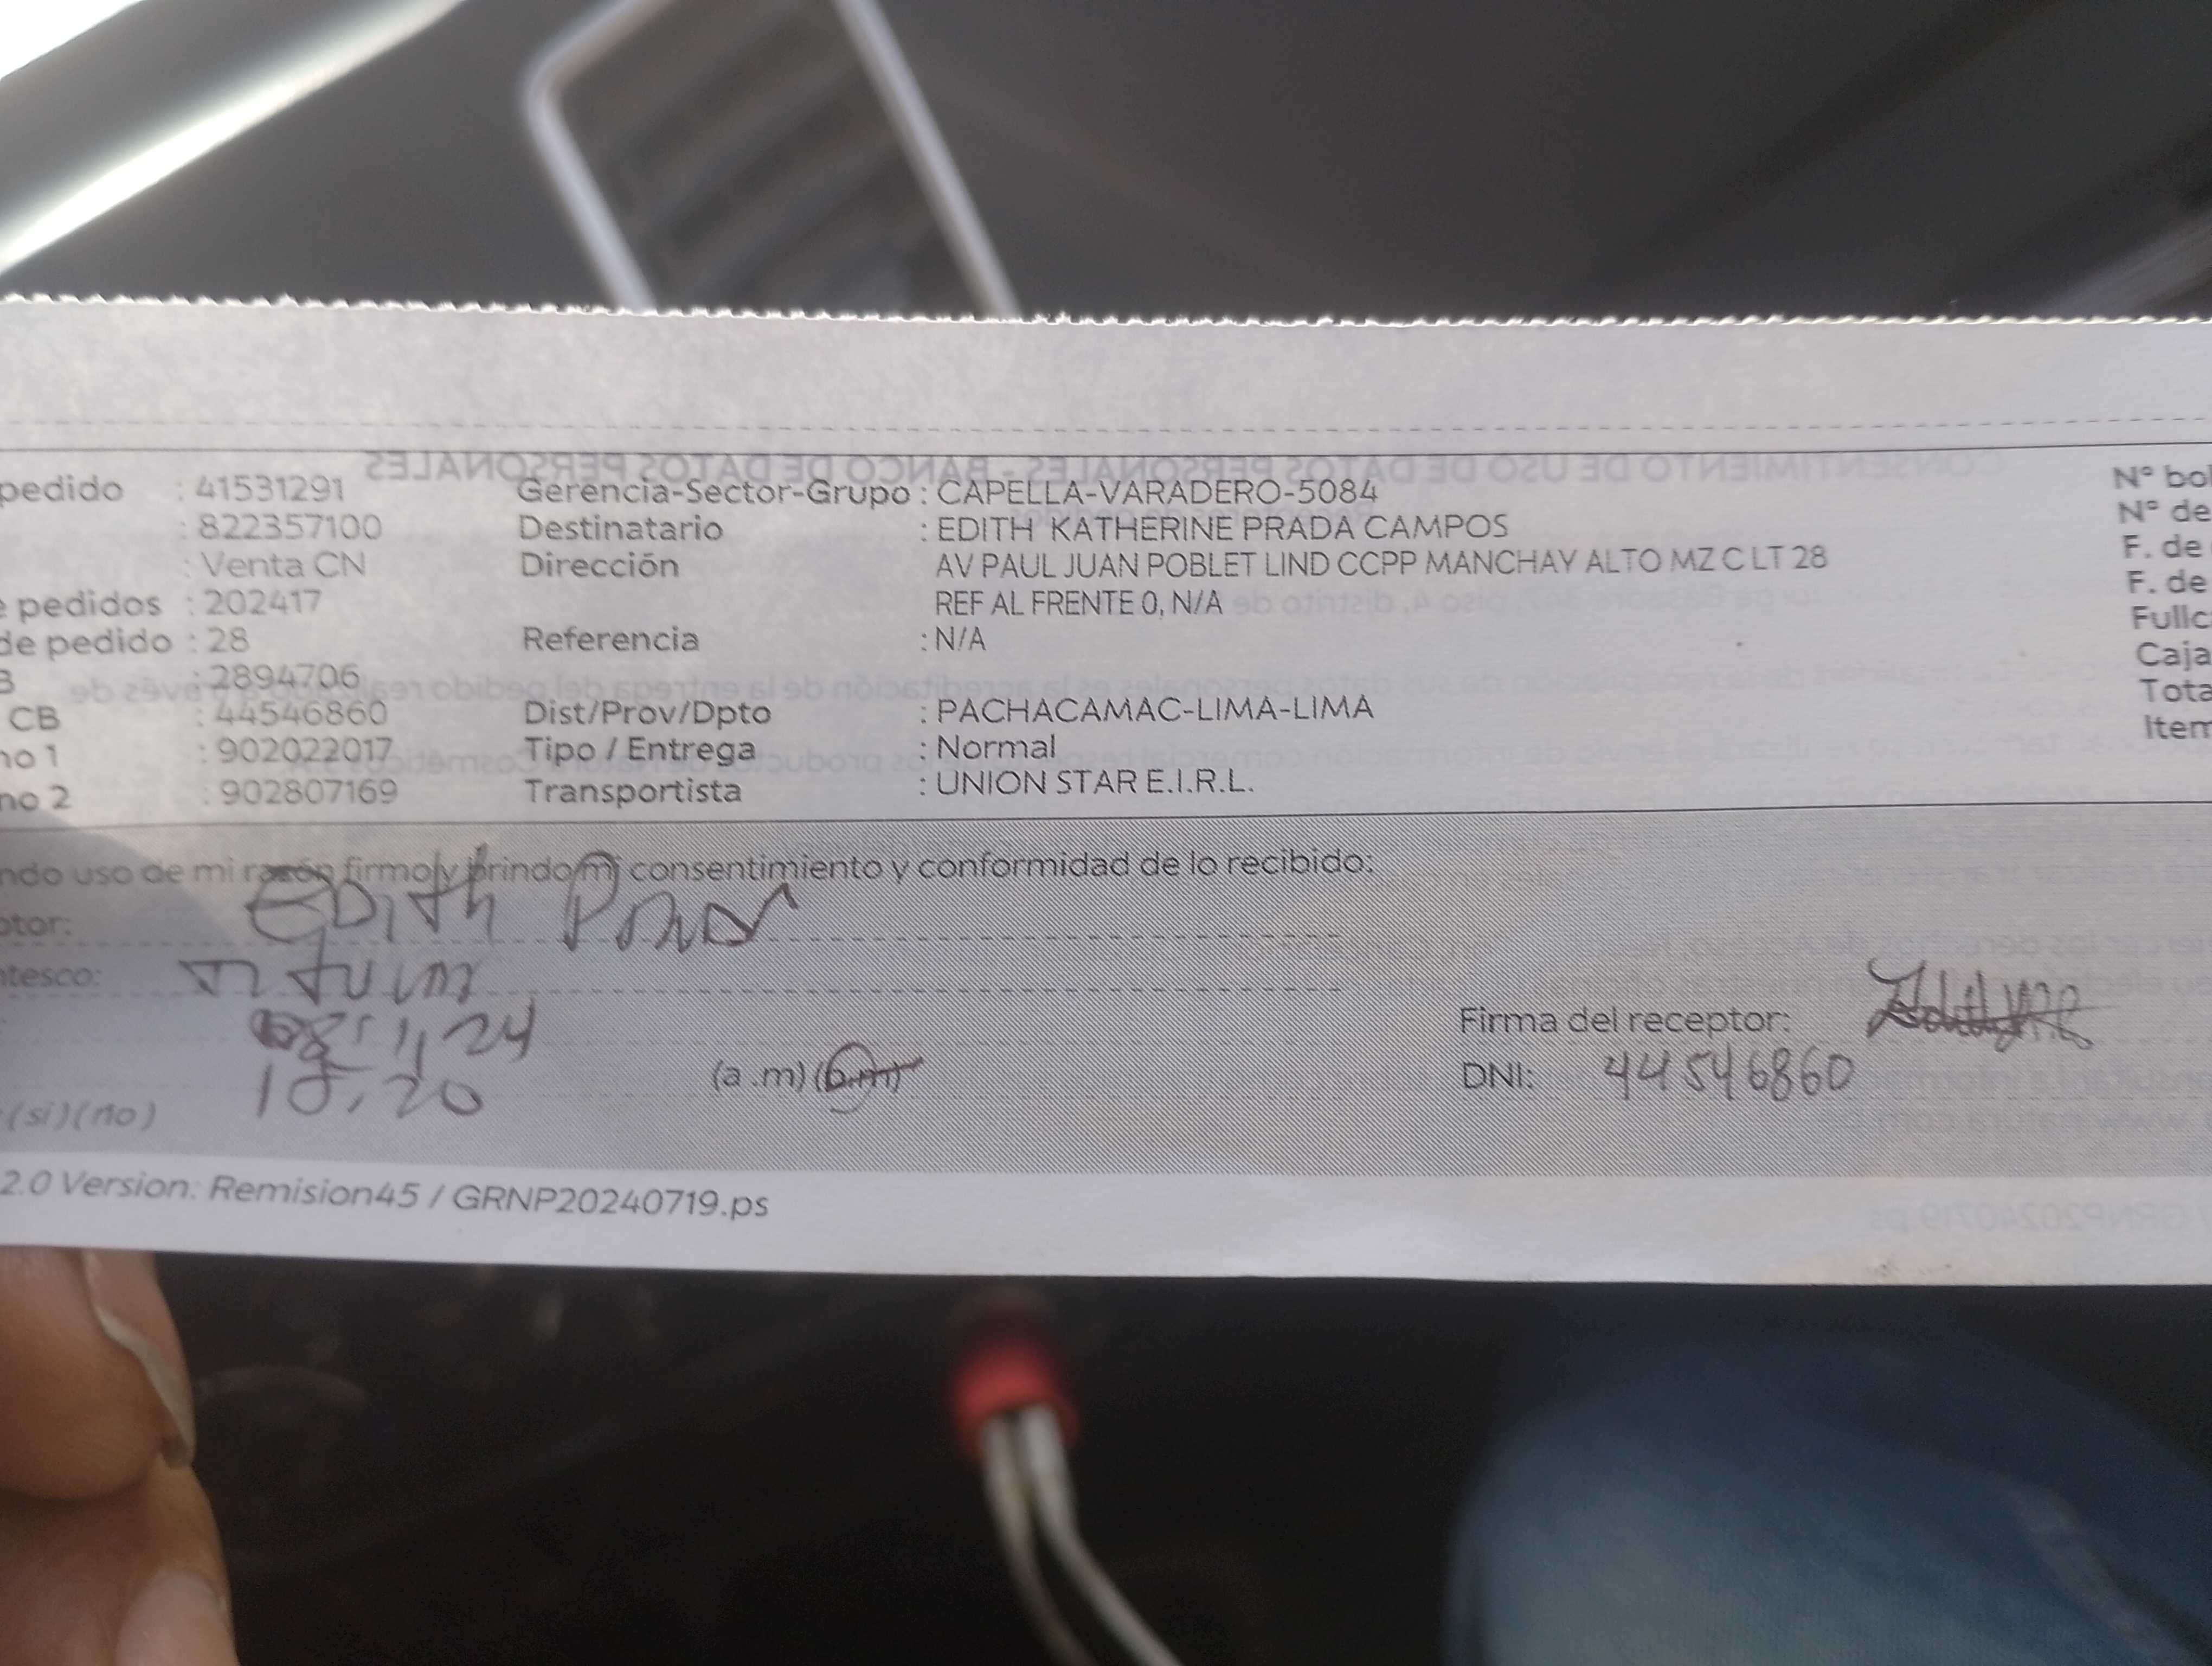 pedido : 41531291 Gerencia-Sector-Grupo : CAPELLA-VARADERO-5084 N° bol
: 822357100 Destinatario : EDITH KATHERINE PRADA CAMPOS N° de
: Venta CN Dirección AV PAUL JUAN POBLET LIND CCPP MANCHAY ALTO MZ C LT 28 F. de
e pedidos : 202417 REF AL FRENTE 0, N/A F. de
de pedido : 28 Referencia : N/A Fullc
B : 2894706 Caja
CB : 44546860 Dist/Prov/Dpto : PACHACAMAC-LIMA-LIMA Tota
no 1 : 902022017 Tipo / Entrega : Normal Item
no 2 : 902807169 Transportista : UNION STAR E.I.R.L.
ndo uso de mi razón firmo y brindo mi consentimiento y conformidad de lo recibido:
ptor: Edith
ntesco:
24 Firma del receptor:
20 (a .m) (p.m) DNI: 44546860
(si) (no)
2.0 Version: Remision45 / GRNP20240719.ps